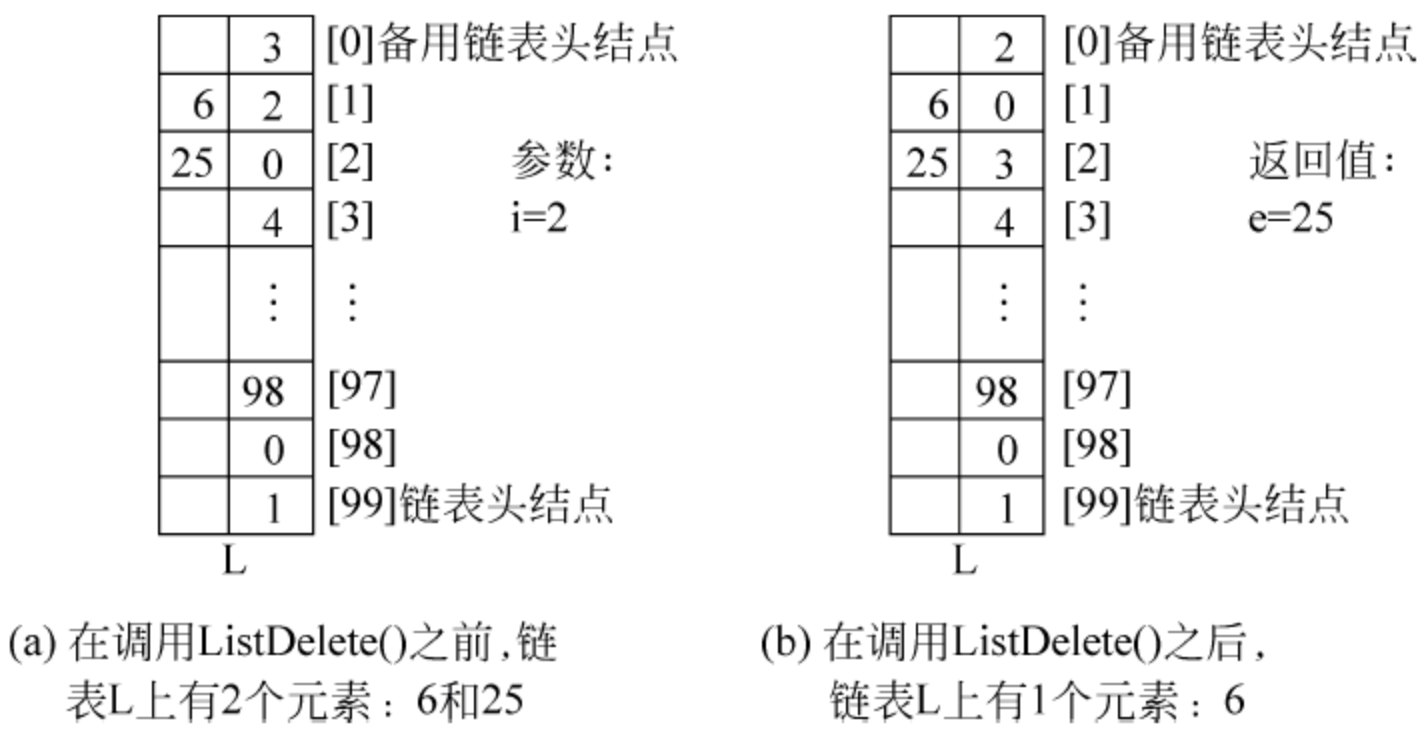 3 [0]备用链表头结点
6 2 [1]
25 0 [2] 参数：
4 [3] i=2
⋮ ⋮
98 [97]
0 [98]
1 [99]链表头结点
L
(a) 在调用ListDelete()之前,链
表L上有2个元素：6和25
2 [0]备用链表头结点
6 0 [1]
25 3 [2] 返回值：
4 [3] e=25
⋮ ⋮
98 [97]
0 [98]
1 [99]链表头结点
L
(b) 在调用ListDelete()之后,
链表L上有1个元素：6